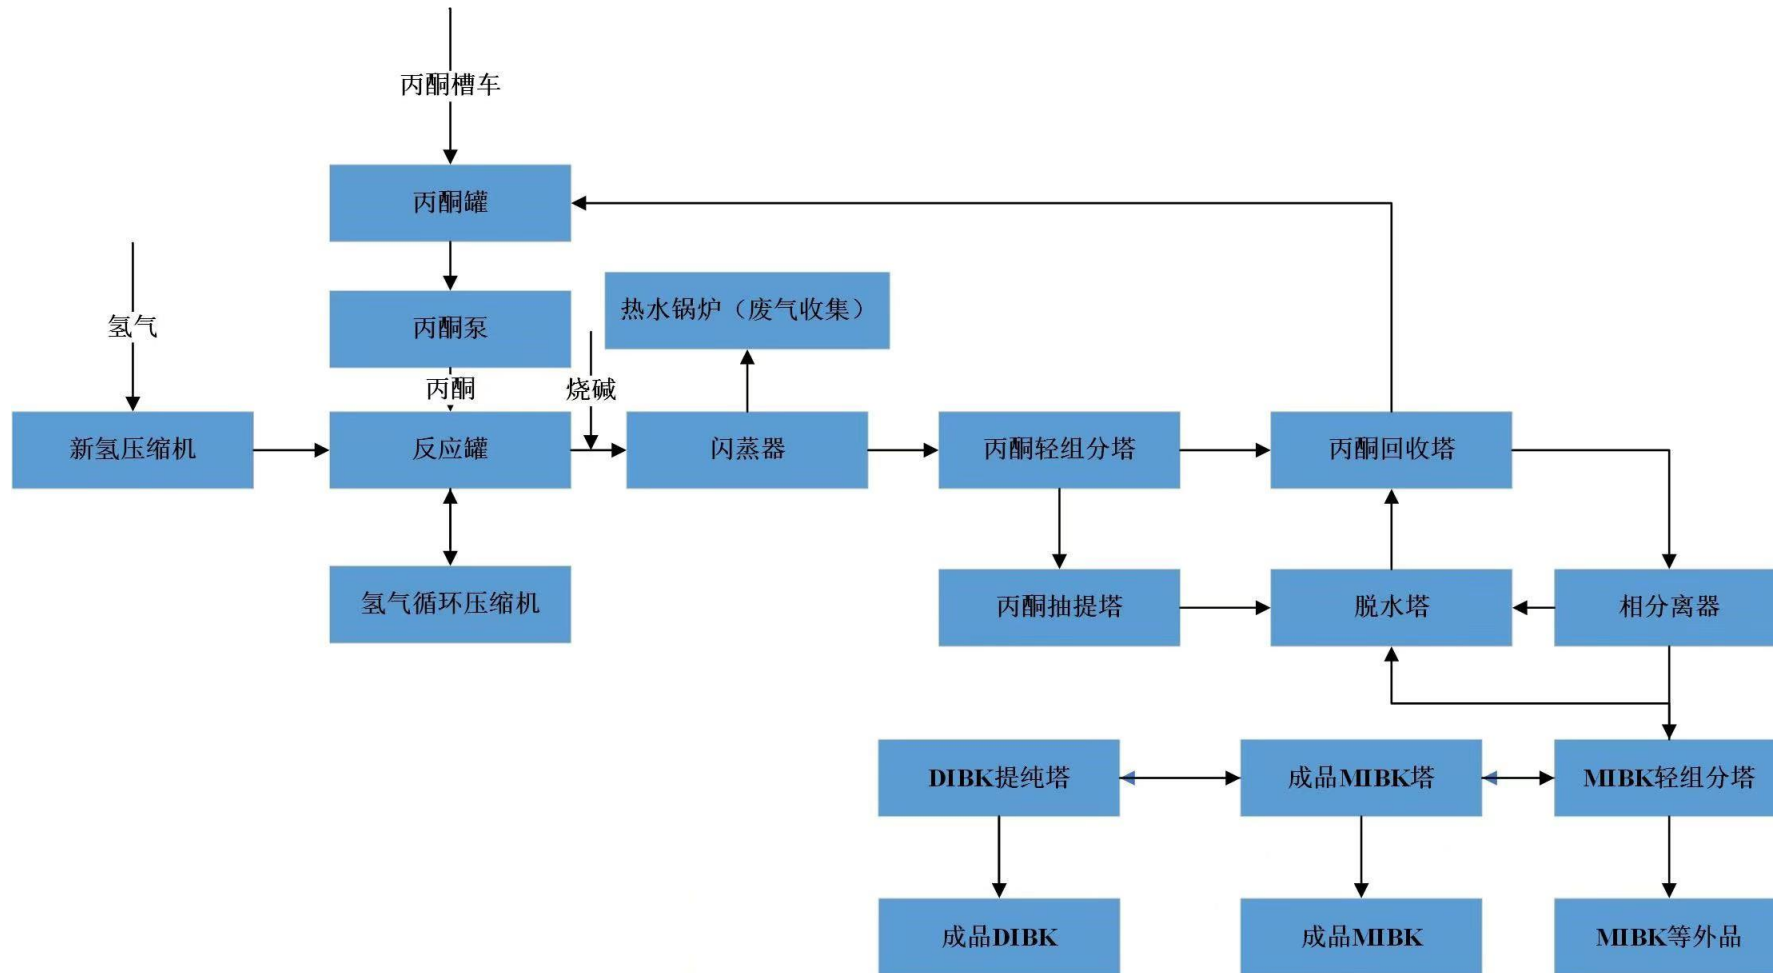 丙酮槽车
丙酮罐
氢气
丙酮泵
热水锅炉（废气收集）
丙酮
烧碱
新氢压缩机
反应罐
闪蒸器
丙酮轻组分塔
丙酮回收塔
氢气循环压缩机
丙酮抽提塔
脱水塔
相分离器
DIBK提纯塔
成品MIBK塔
MIBK轻组分塔
成品DIBK
成品MIBK
MIBK等外品